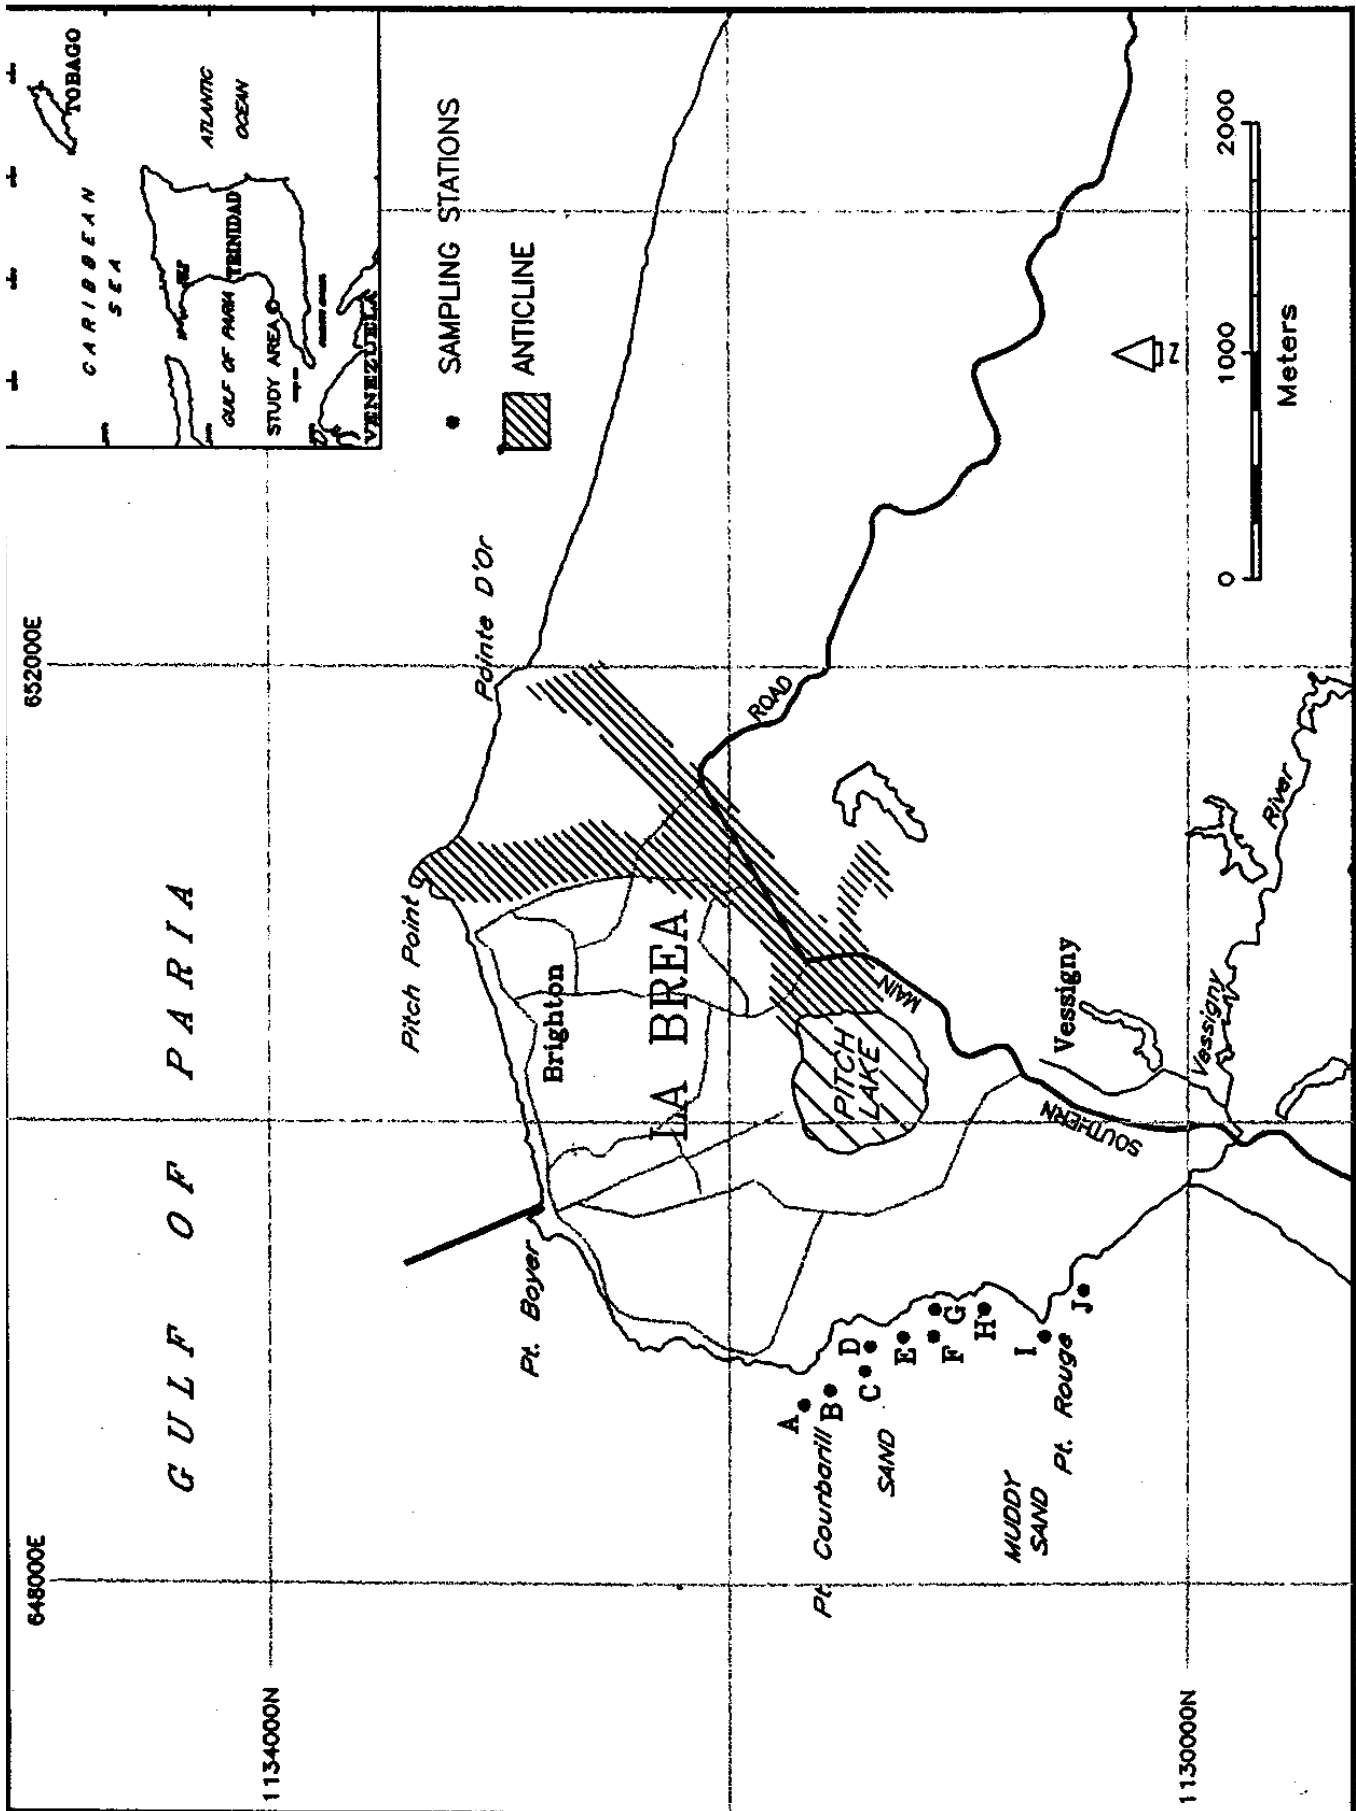 652000E
648000E
1134000N
1130000N
GULF OF PARIA
Pitch Point
Pointe D'Or
Pt. Boyer
Brighton
LA BREA
PITCH
LAKE
SOUTHERN
MAIN
ROAD
Vessigny
Vessigny
River
Pt. Courbarill
SAND
MUDDY
SAND
Pt. Rouge
A
B
C
D
E
F
G
H
I
J
CARIBBEAN
SEA
TOBAGO
ATLANTIC
OCEAN
GULF OF PARIA
TRINIDAD
STUDY AREA
VENEZUELA
SAMPLING STATIONS
ANTICLINE
N
0
1000
2000
Meters